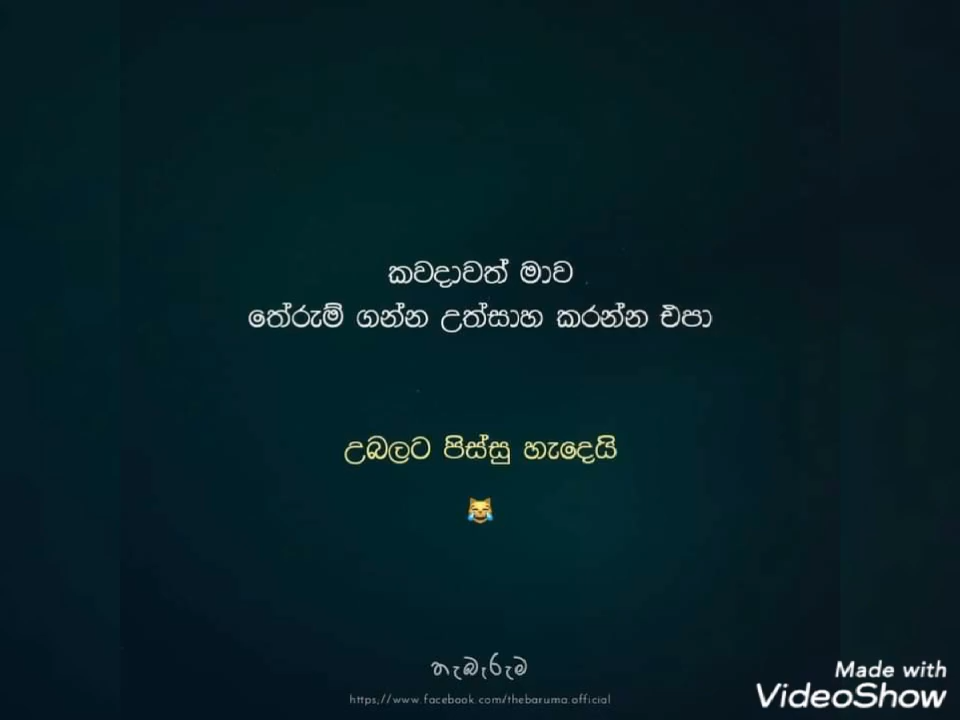 කවදාවත් මාව
තේරුම් ගන්න උත්සාහ කරන්න එපා
උබලට පිස්සු හැදෙයි
😹
තැබෑරුම
https://www.facebook.com/thebaruma.official
Made with
VideoShow